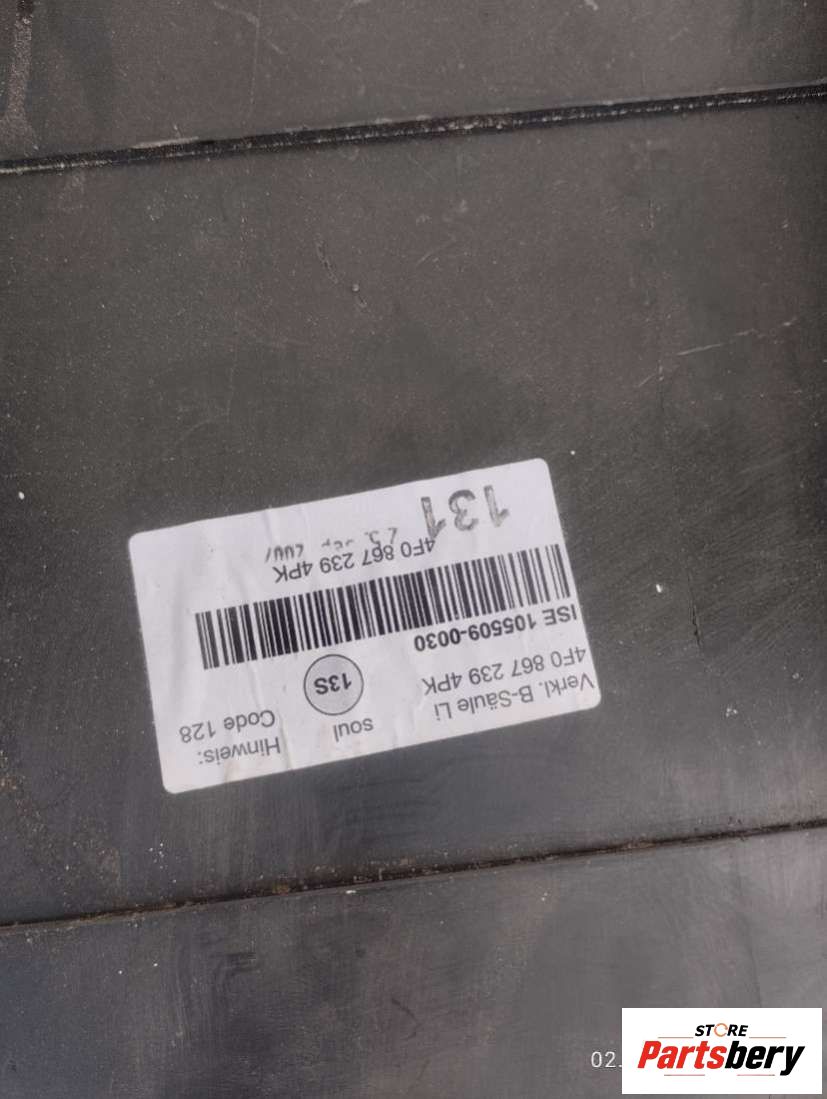 Verkl. B-Säule Li
soul
Hinweis:
4F0 867 239 4PK
13S
Code 128
ISE 105509-0030
4F0 867 239 4PK
131
02.
STORE
Partsbery